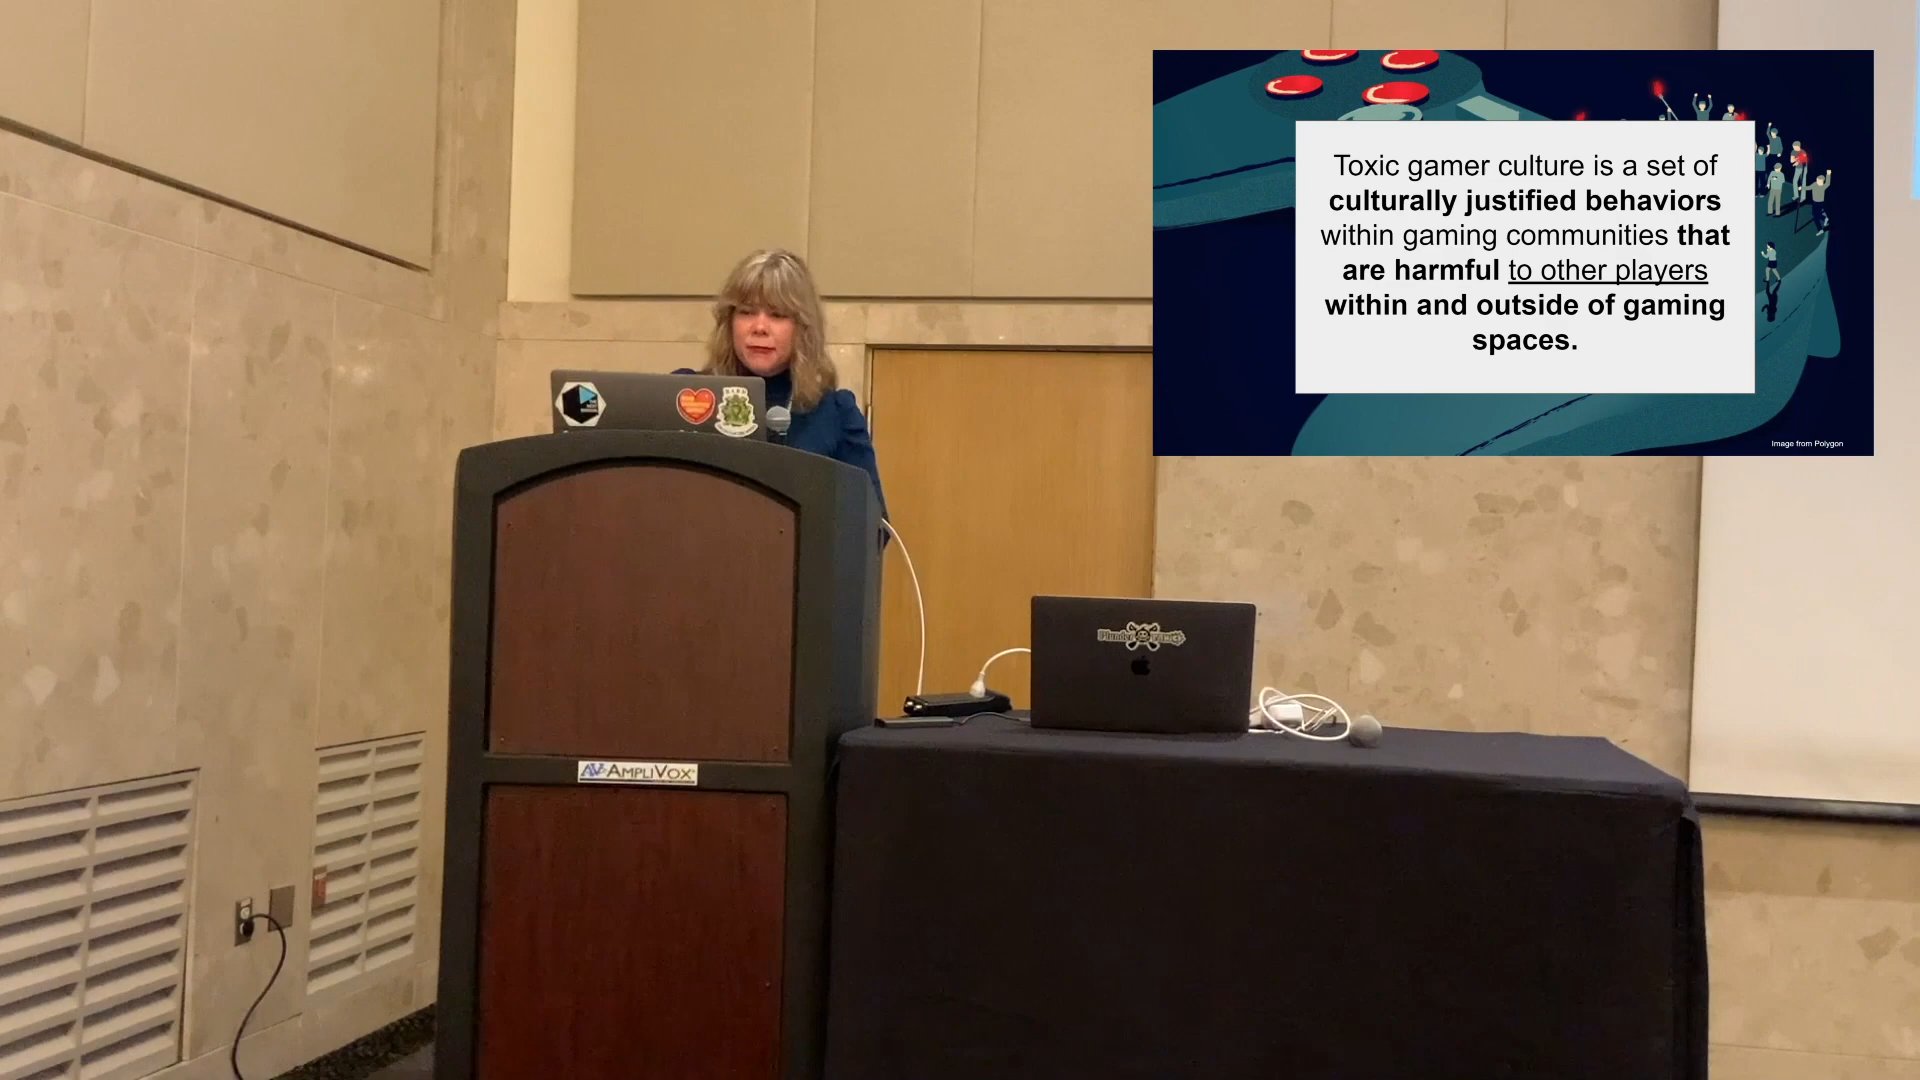 Toxic gamer culture is a set of
culturally justified behaviors
within gaming communities that
are harmful to other players
within and outside of gaming
spaces.
Image from Polygon
AMPLIVOX